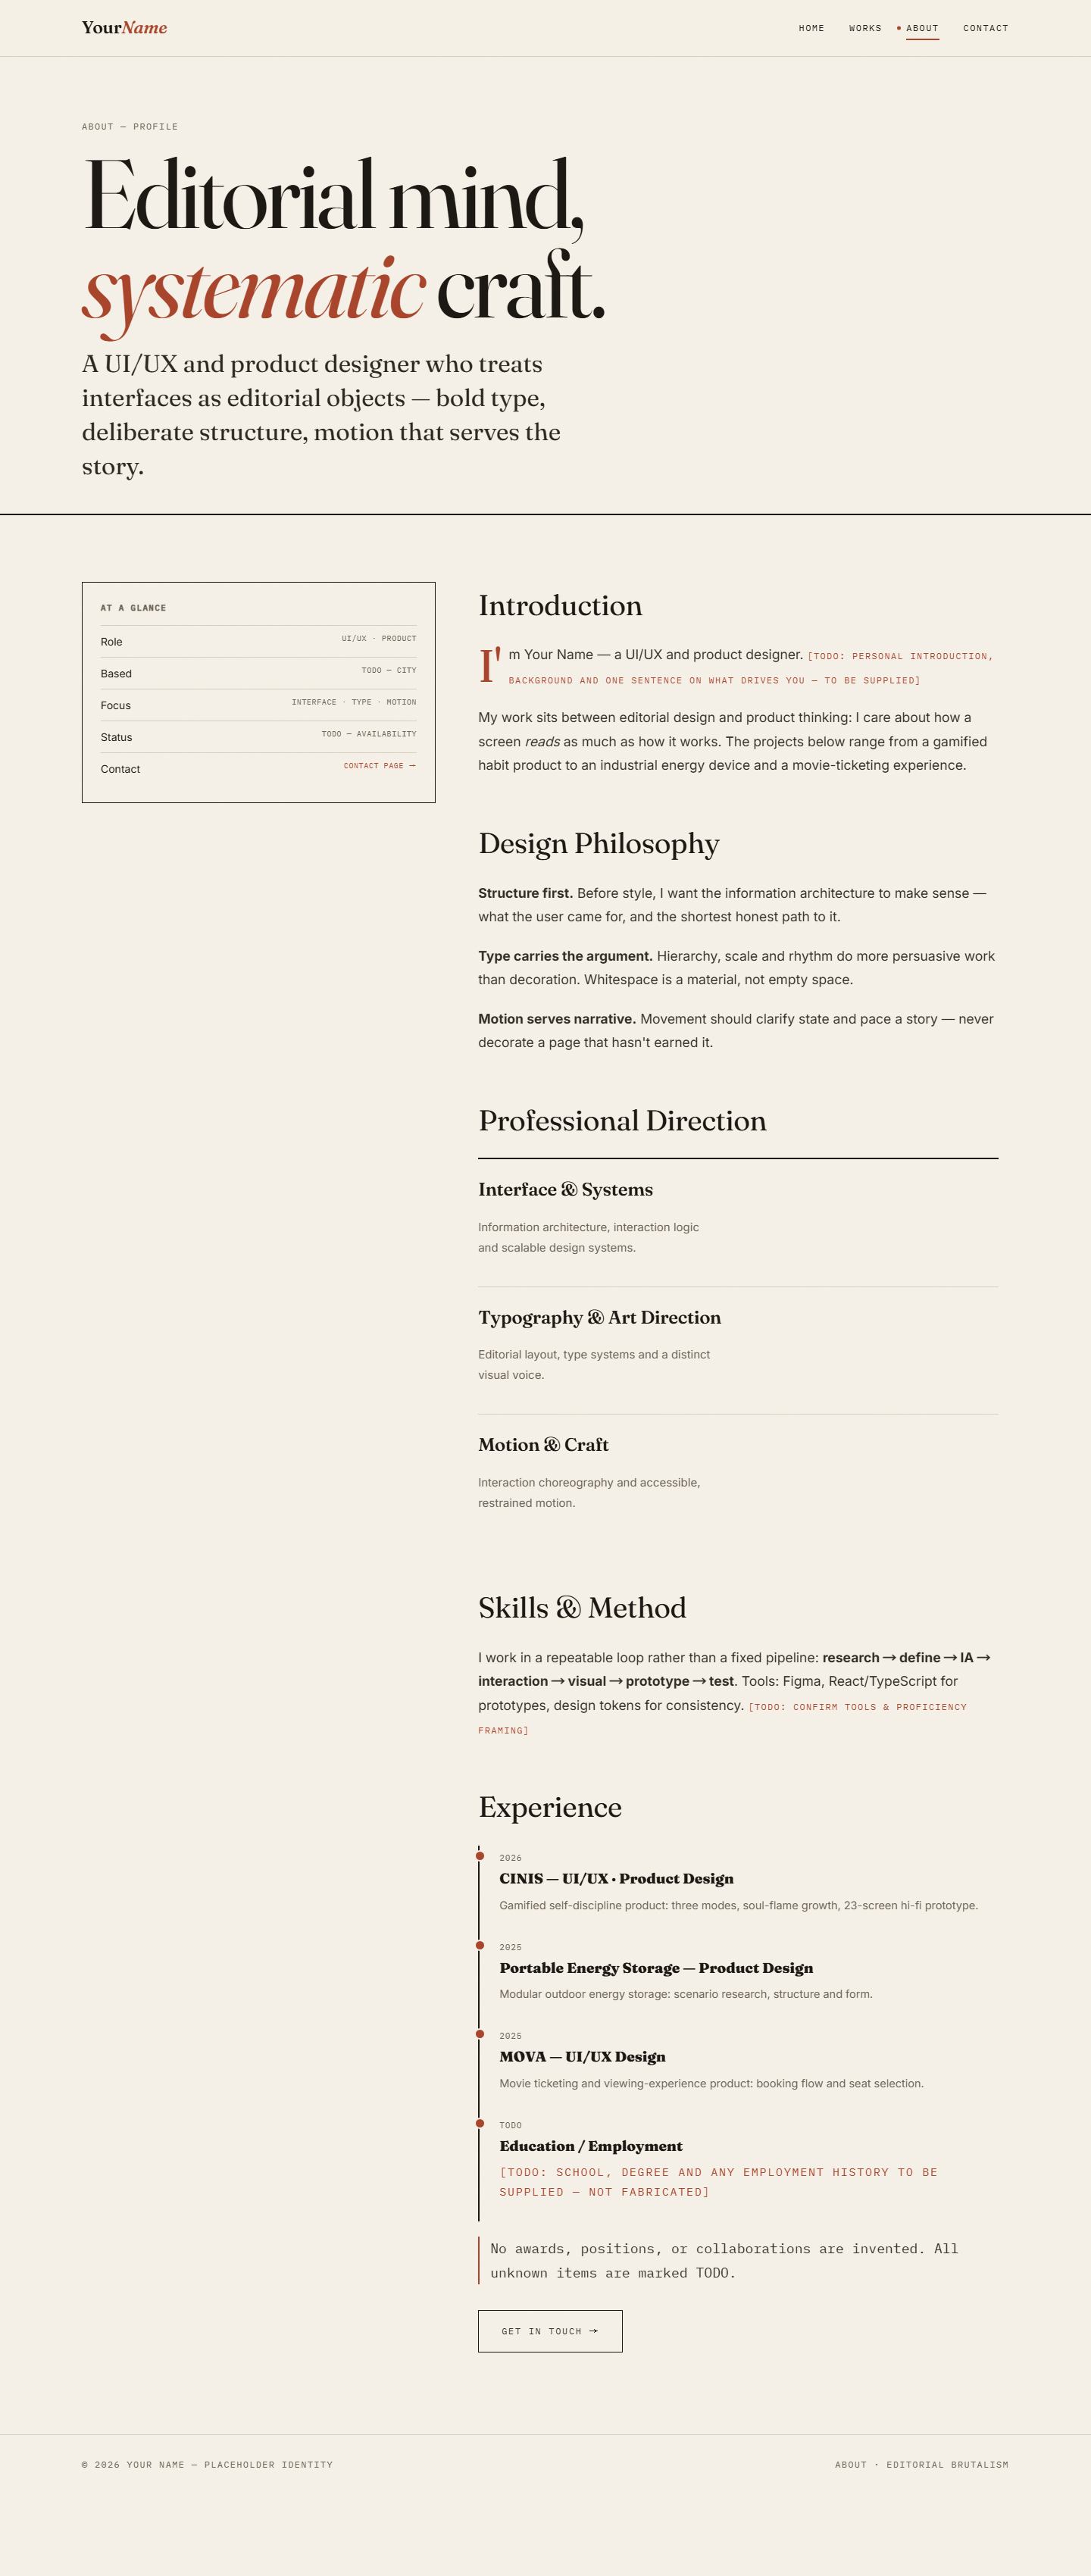 YourName
HOME WORKS ABOUT CONTACT
ABOUT — PROFILE
Editorial mind,
systematic craft.
A UI/UX and product designer who treats
interfaces as editorial objects — bold type,
deliberate structure, motion that serves the
story.
AT A GLANCE
Role UI/UX · PRODUCT
Based TODO — CITY
Focus INTERFACE · TYPE · MOTION
Status TODO — AVAILABILITY
Contact CONTACT PAGE →
Introduction
I'm Your Name — a UI/UX and product designer. [TODO: PERSONAL INTRODUCTION,
BACKGROUND AND ONE SENTENCE ON WHAT DRIVES YOU — TO BE SUPPLIED]
My work sits between editorial design and product thinking: I care about how a
screen reads as much as how it works. The projects below range from a gamified
habit product to an industrial energy device and a movie-ticketing experience.
Design Philosophy
Structure first. Before style, I want the information architecture to make sense —
what the user came for, and the shortest honest path to it.
Type carries the argument. Hierarchy, scale and rhythm do more persuasive work
than decoration. Whitespace is a material, not empty space.
Motion serves narrative. Movement should clarify state and pace a story — never
decorate a page that hasn't earned it.
Professional Direction
Interface & Systems
Information architecture, interaction logic
and scalable design systems.
Typography & Art Direction
Editorial layout, type systems and a distinct
visual voice.
Motion & Craft
Interaction choreography and accessible,
restrained motion.
Skills & Method
I work in a repeatable loop rather than a fixed pipeline: research → define → IA →
interaction → visual → prototype → test. Tools: Figma, React/TypeScript for
prototypes, design tokens for consistency. [TODO: CONFIRM TOOLS & PROFICIENCY
FRAMING]
Experience
2026
CINIS — UI/UX · Product Design
Gamified self-discipline product: three modes, soul-flame growth, 23-screen hi-fi prototype.
2025
Portable Energy Storage — Product Design
Modular outdoor energy storage: scenario research, structure and form.
2025
MOVA — UI/UX Design
Movie ticketing and viewing-experience product: booking flow and seat selection.
TODO
Education / Employment
[TODO: SCHOOL, DEGREE AND ANY EMPLOYMENT HISTORY TO BE
SUPPLIED — NOT FABRICATED]
No awards, positions, or collaborations are invented. All
unknown items are marked TODO.
GET IN TOUCH →
© 2026 YOUR NAME — PLACEHOLDER IDENTITY
ABOUT · EDITORIAL BRUTALISM